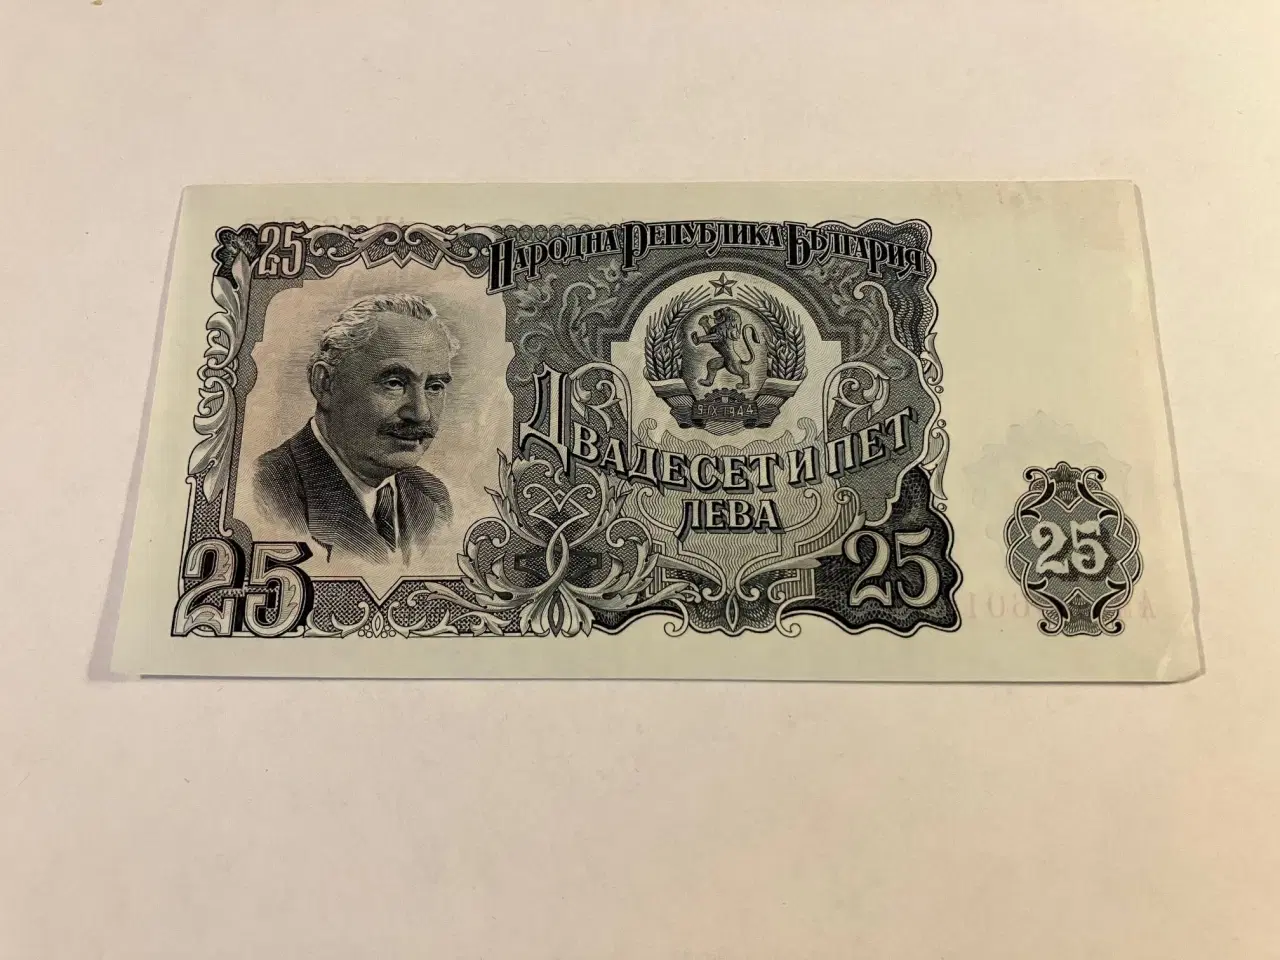 25
Народна Република България
9·IX·1944
Двадесет и пет
лева
25
25
25